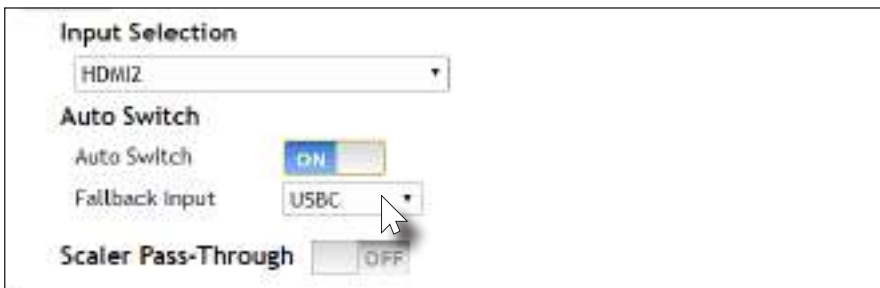 Input Selection
HDMI2
Auto Switch
Auto Switch ON
Fallback Input USBC
Scaler Pass-Through OFF